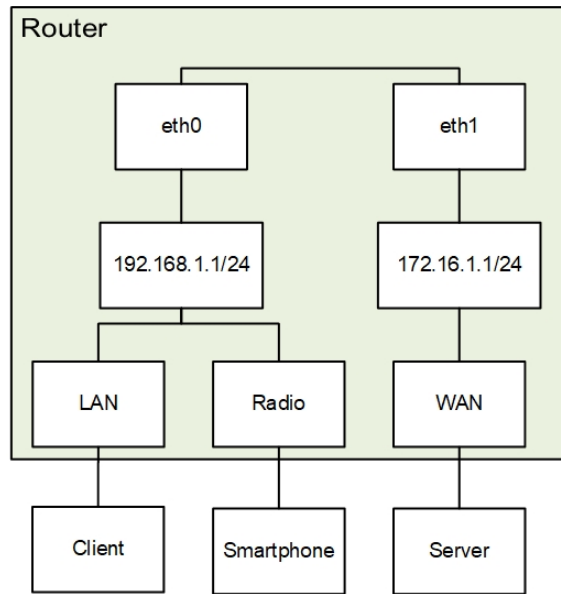 Router
eth0
eth1
192.168.1.1/24
172.16.1.1/24
LAN
Radio
WAN
Client
Smartphone
Server